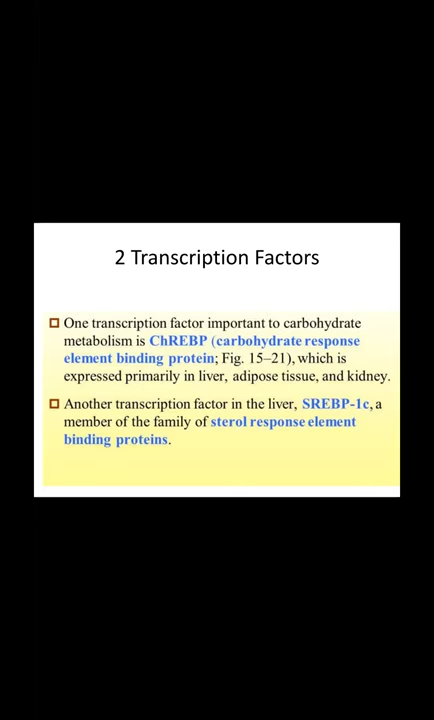 2 Transcription Factors
One transcription factor important to carbohydrate
metabolism is ChREBP (carbohydrate response
element binding protein; Fig. 15–21), which is
expressed primarily in liver, adipose tissue, and kidney.
Another transcription factor in the liver, SREBP-1c, a
member of the family of sterol response element
binding proteins.